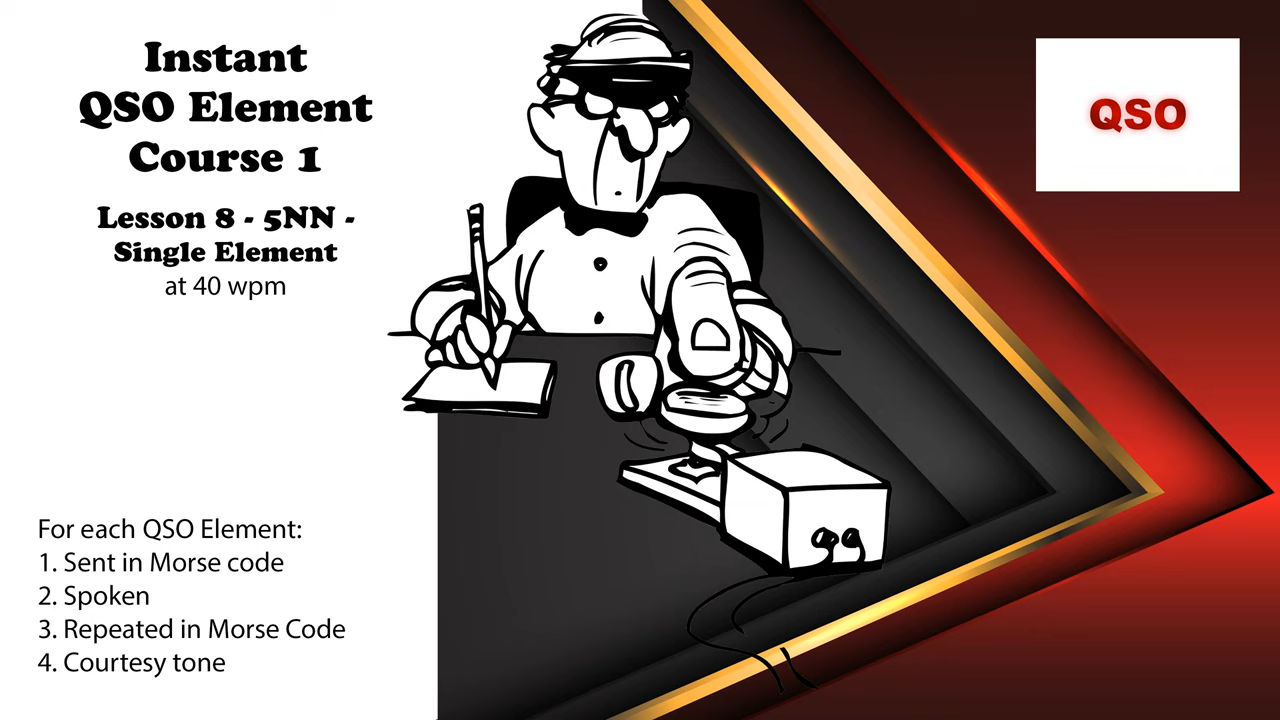 Instant
QSO Element
Course 1
Lesson 8 - 5NN -
Single Element
at 40 wpm
QSO
For each QSO Element:
1. Sent in Morse code
2. Spoken
3. Repeated in Morse Code
4. Courtesy tone